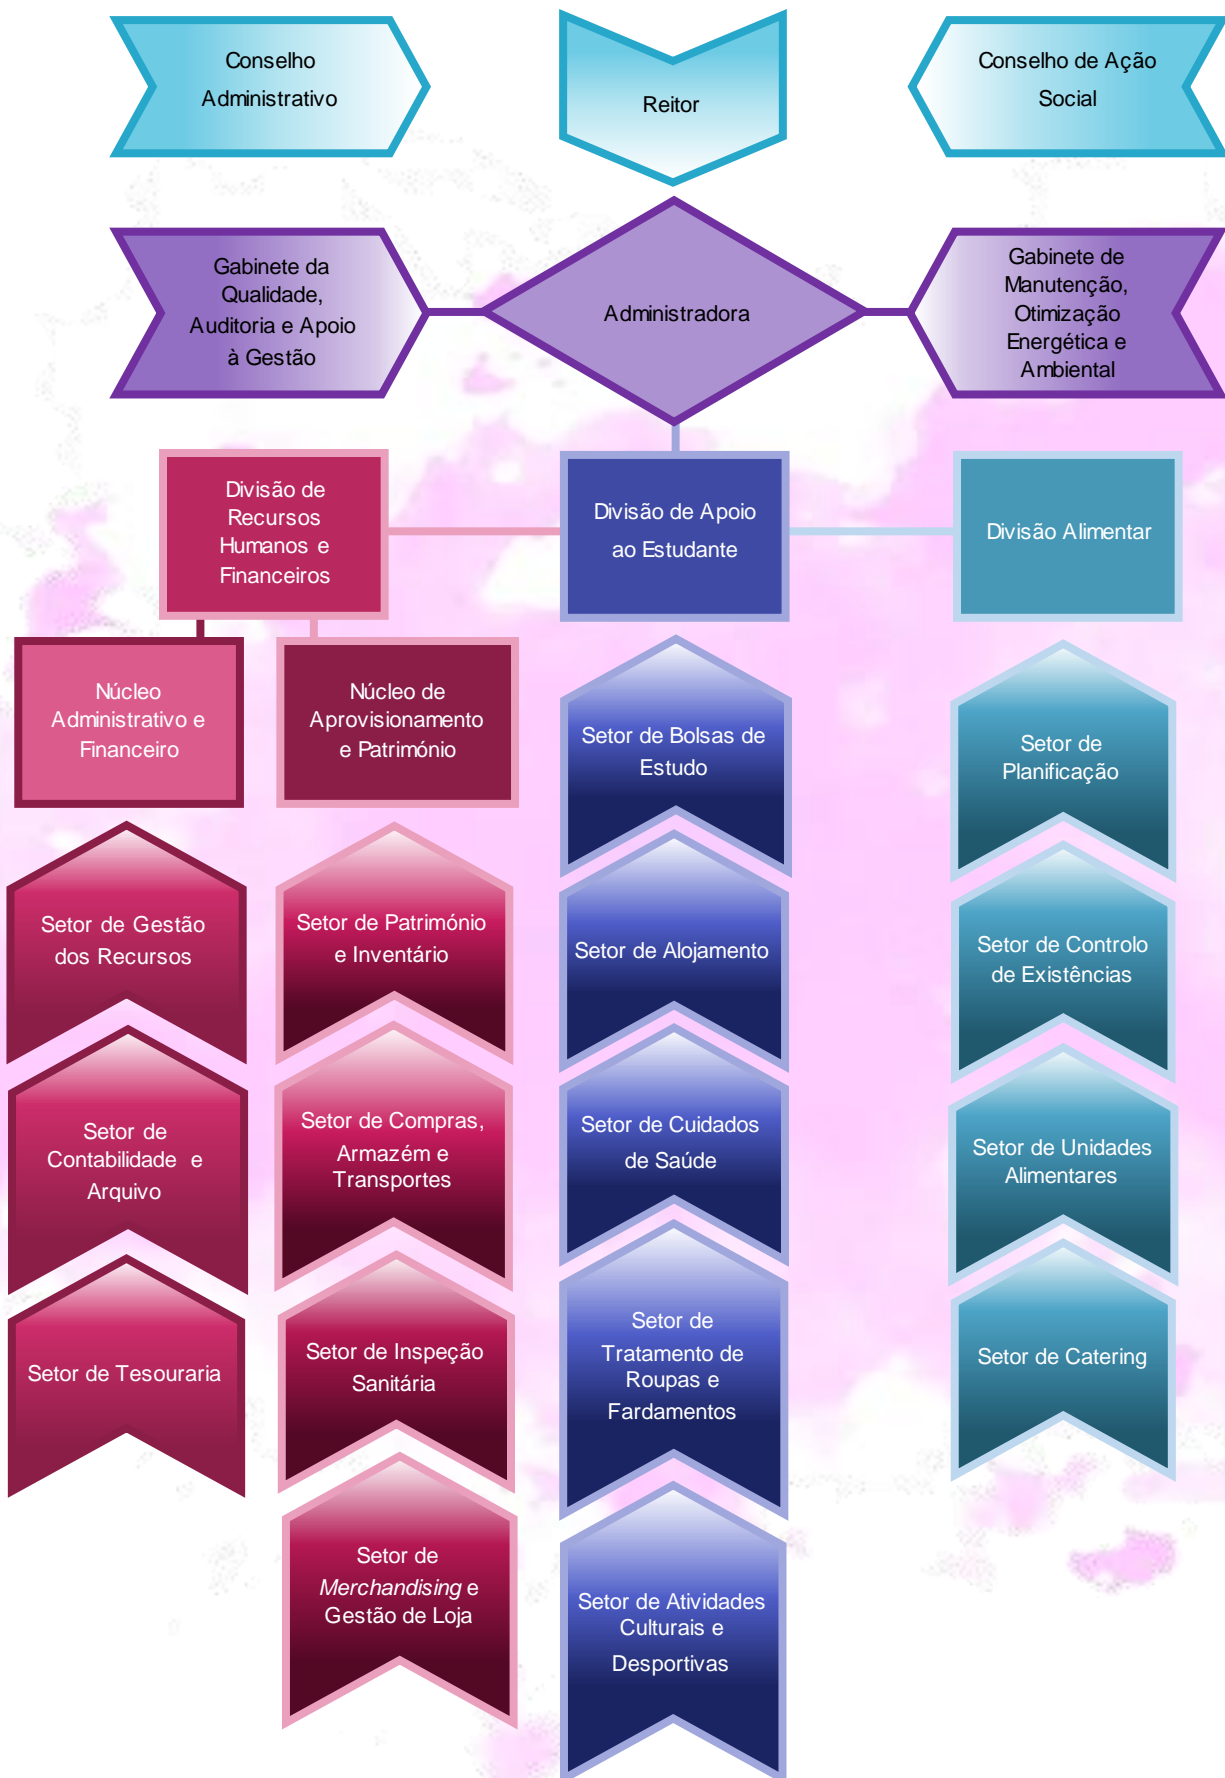 Conselho
Administrativo
Reitor
Conselho de Ação
Social
Gabinete da
Qualidade,
Auditoria e Apoio
à Gestão
Administradora
Gabinete de
Manutenção,
Otimização
Energética e
Ambiental
Divisão de
Recursos
Humanos e
Financeiros
Divisão de Apoio
ao Estudante
Divisão Alimentar
Núcleo
Administrativo e
Financeiro
Núcleo de
Aprovisionamento
e Património
Setor de Bolsas de
Estudo
Setor de
Planificação
Setor de Gestão
dos Recursos
Setor de Património
e Inventário
Setor de Alojamento
Setor de Controlo
de Existências
Setor de
Contabilidade e
Arquivo
Setor de Compras,
Armazém e
Transportes
Setor de Cuidados
de Saúde
Setor de Unidades
Alimentares
Setor de Tesouraria
Setor de Inspeção
Sanitária
Setor de
Tratamento de
Roupas e
Fardamentos
Setor de Catering
Setor de
Merchandising e
Gestão de Loja
Setor de Atividades
Culturais e
Desportivas